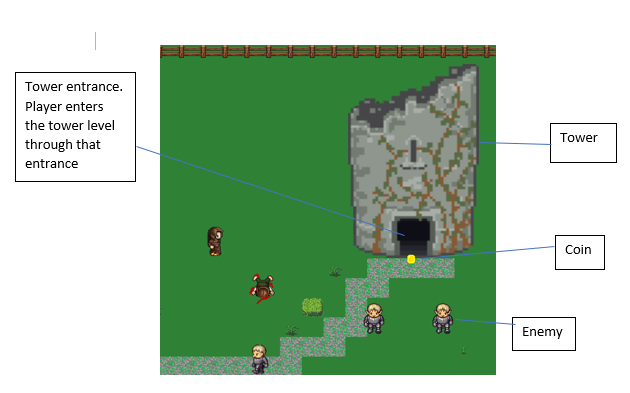 Tower entrance.
Player enters
the tower level
through that
entrance
Tower
Coin
Enemy